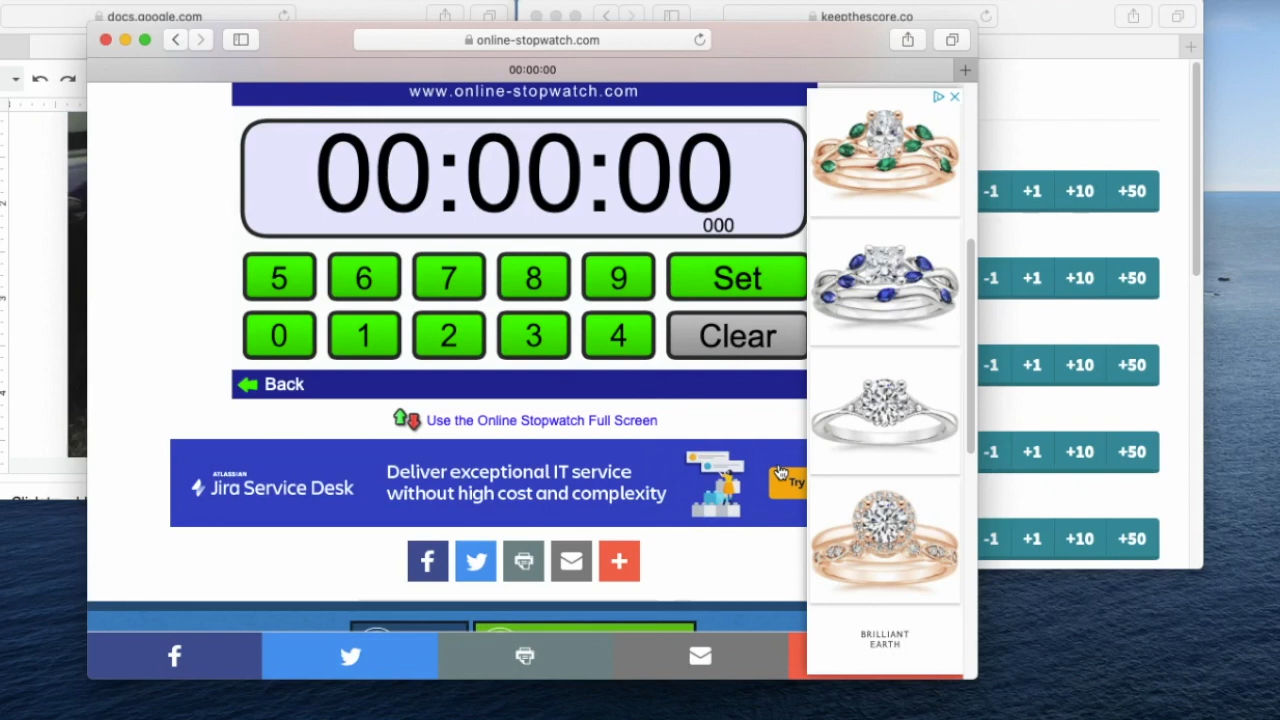 docs.google.com
keepthescore.co
online-stopwatch.com
00:00:00
www.online-stopwatch.com
00:00:00
000
5 6 7 8 9 Set
0 1 2 3 4 Clear
Back
Use the Online Stopwatch Full Screen
ATLASSIAN
Jira Service Desk
Deliver exceptional IT service
without high cost and complexity
Try
BRILLIANT
EARTH
-1 +1 +10 +50
-1 +1 +10 +50
-1 +1 +10 +50
-1 +1 +10 +50
-1 +1 +10 +50
2
3
4